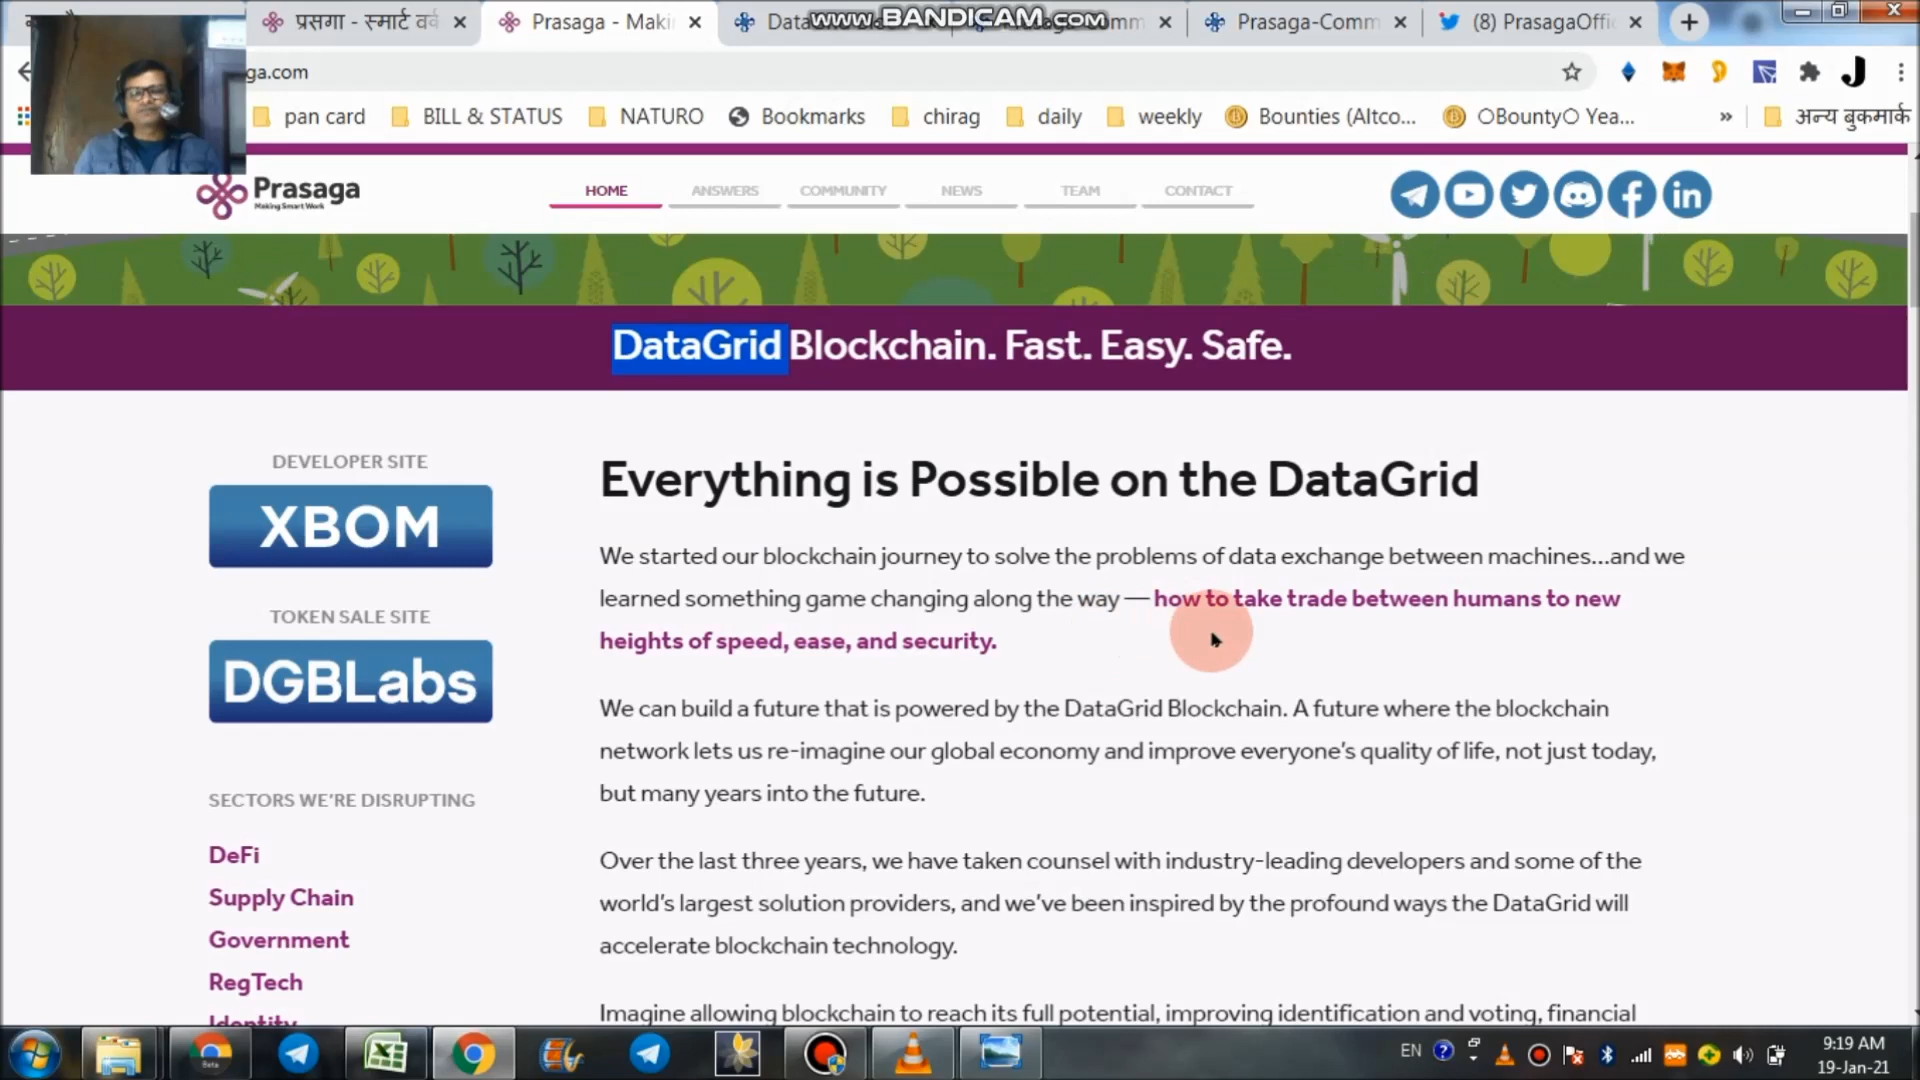 www.BANDICAM.com
प्रसगा - स्मार्ट वर्क
Prasaga - Maki
Prasaga-Comm
(8) PrasagaOffi
ga.com
pan card
BILL & STATUS
NATURO
Bookmarks
chirag
daily
weekly
Bounties (Altco...
OBountyO Yea...
»
अन्य बुकमार्क
Prasaga
Making Smart Work
HOME
ANSWERS
COMMUNITY
NEWS
TEAM
CONTACT
DataGrid Blockchain. Fast. Easy. Safe.
DEVELOPER SITE
XBOM
TOKEN SALE SITE
DGBLabs
SECTORS WE'RE DISRUPTING
DeFi
Supply Chain
Government
RegTech
Identity
Everything is Possible on the DataGrid
We started our blockchain journey to solve the problems of data exchange between machines...and we
learned something game changing along the way — how to take trade between humans to new
heights of speed, ease, and security.
We can build a future that is powered by the DataGrid Blockchain. A future where the blockchain
network lets us re-imagine our global economy and improve everyone's quality of life, not just today,
but many years into the future.
Over the last three years, we have taken counsel with industry-leading developers and some of the
world's largest solution providers, and we've been inspired by the profound ways the DataGrid will
accelerate blockchain technology.
Imagine allowing blockchain to reach its full potential, improving identification and voting, financial
Beta
EN
9:19 AM
19-Jan-21